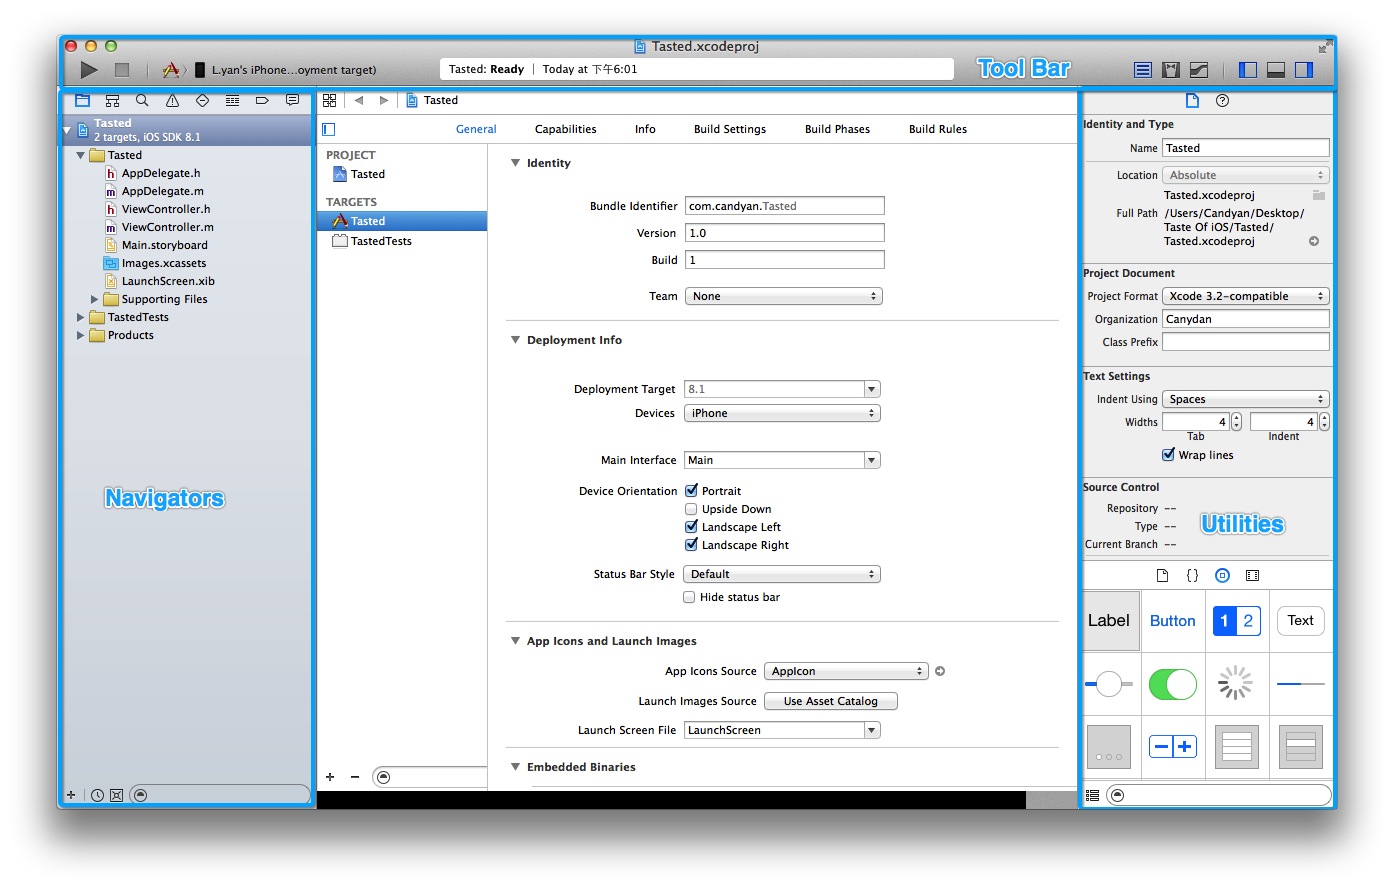 Tasted.xcodeproj
L.yan's iPhone...oyment target)
Tasted: Ready | Today at 下午6:01
Tool Bar
Tasted
2 targets, iOS SDK 8.1
Tasted
h AppDelegate.h
m AppDelegate.m
h ViewController.h
m ViewController.m
Main.storyboard
Images.xcassets
LaunchScreen.xib
Supporting Files
TastedTests
Products
Navigators
Tasted
General Capabilities Info Build Settings Build Phases Build Rules
PROJECT
Tasted
TARGETS
Tasted
TastedTests
Identity
Bundle Identifier com.candyan.Tasted
Version 1.0
Build 1
Team None
Deployment Info
Deployment Target 8.1
Devices iPhone
Main Interface Main
Device Orientation Portrait
Upside Down
Landscape Left
Landscape Right
Status Bar Style Default
Hide status bar
App Icons and Launch Images
App Icons Source AppIcon
Launch Images Source Use Asset Catalog
Launch Screen File LaunchScreen
Embedded Binaries
Identity and Type
Name Tasted
Location Absolute
Tasted.xcodeproj
Full Path /Users/Candyan/Desktop/
Taste Of iOS/Tasted/
Tasted.xcodeproj
Project Document
Project Format Xcode 3.2-compatible
Organization Canydan
Class Prefix
Text Settings
Indent Using Spaces
Widths 4 4
Tab Indent
Wrap lines
Source Control
Repository --
Type --
Current Branch --
Utilities
{}
Label Button 1 2 Text